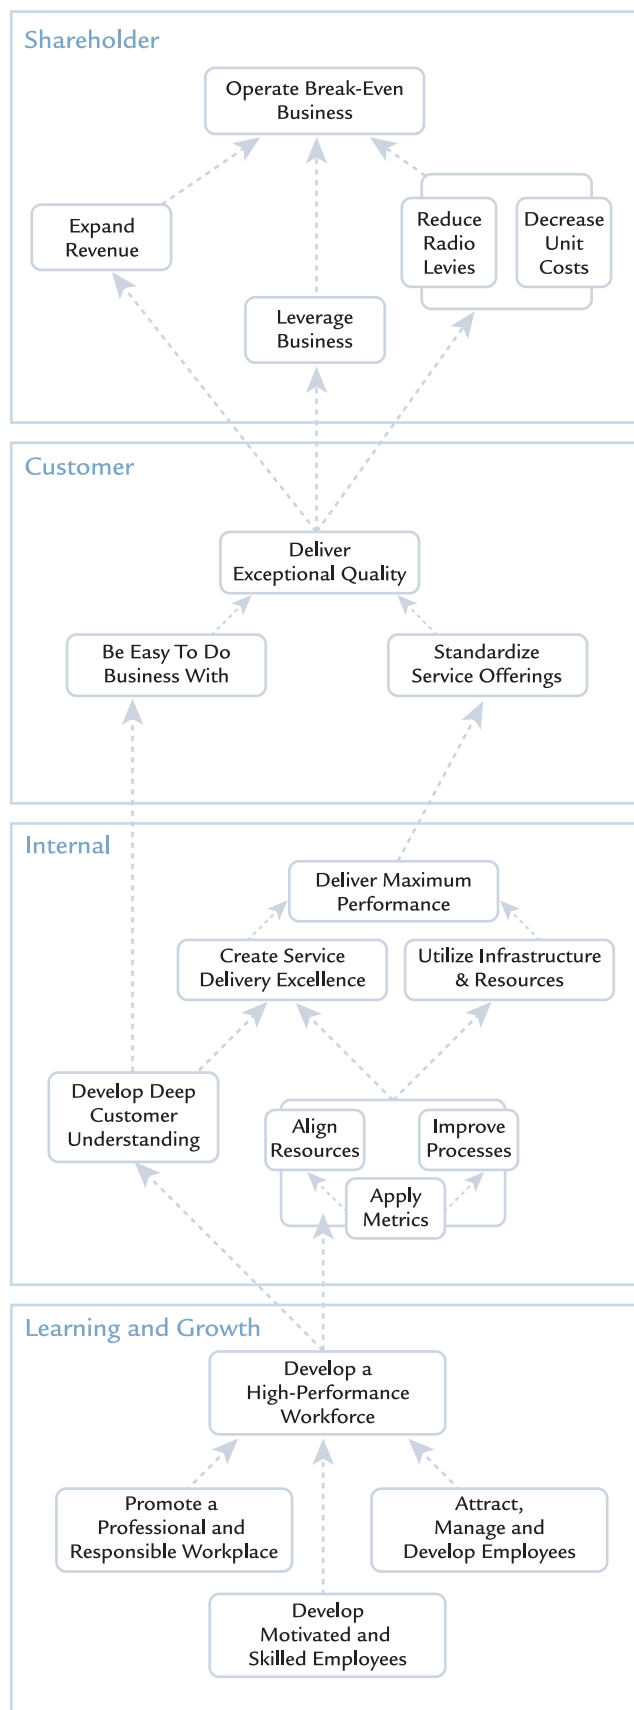 Shareholder
Operate Break-Even
Business
Expand
Revenue
Reduce
Radio
Levies
Decrease
Unit
Costs
Leverage
Business
Customer
Deliver
Exceptional Quality
Be Easy To Do
Business With
Standardize
Service Offerings
Internal
Deliver Maximum
Performance
Create Service
Delivery Excellence
Utilize Infrastructure
& Resources
Develop Deep
Customer
Understanding
Align
Resources
Improve
Processes
Apply
Metrics
Learning and Growth
Develop a
High-Performance
Workforce
Promote a
Professional and
Responsible Workplace
Attract,
Manage and
Develop Employees
Develop
Motivated and
Skilled Employees